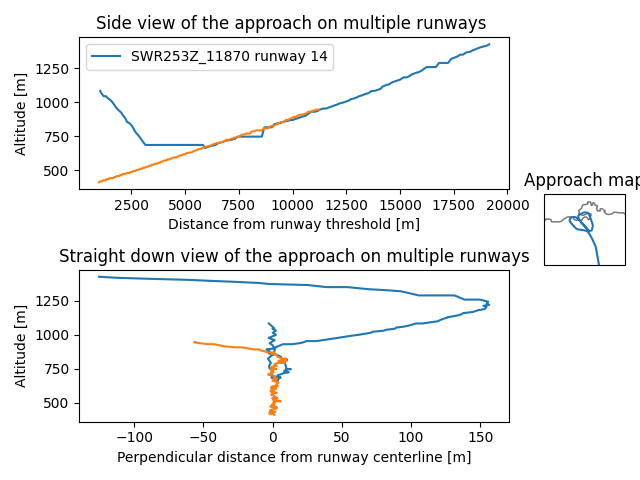 Side view of the approach on multiple runways
1250
1000
750
500
Altitude [m]
SWR253Z_11870 runway 14
2500 5000 7500 10000 12500 15000 17500 20000
Distance from runway threshold [m]
Approach map
Straight down view of the approach on multiple runways
1250
1000
750
500
Altitude [m]
−100 −50 0 50 100 150
Perpendicular distance from runway centerline [m]